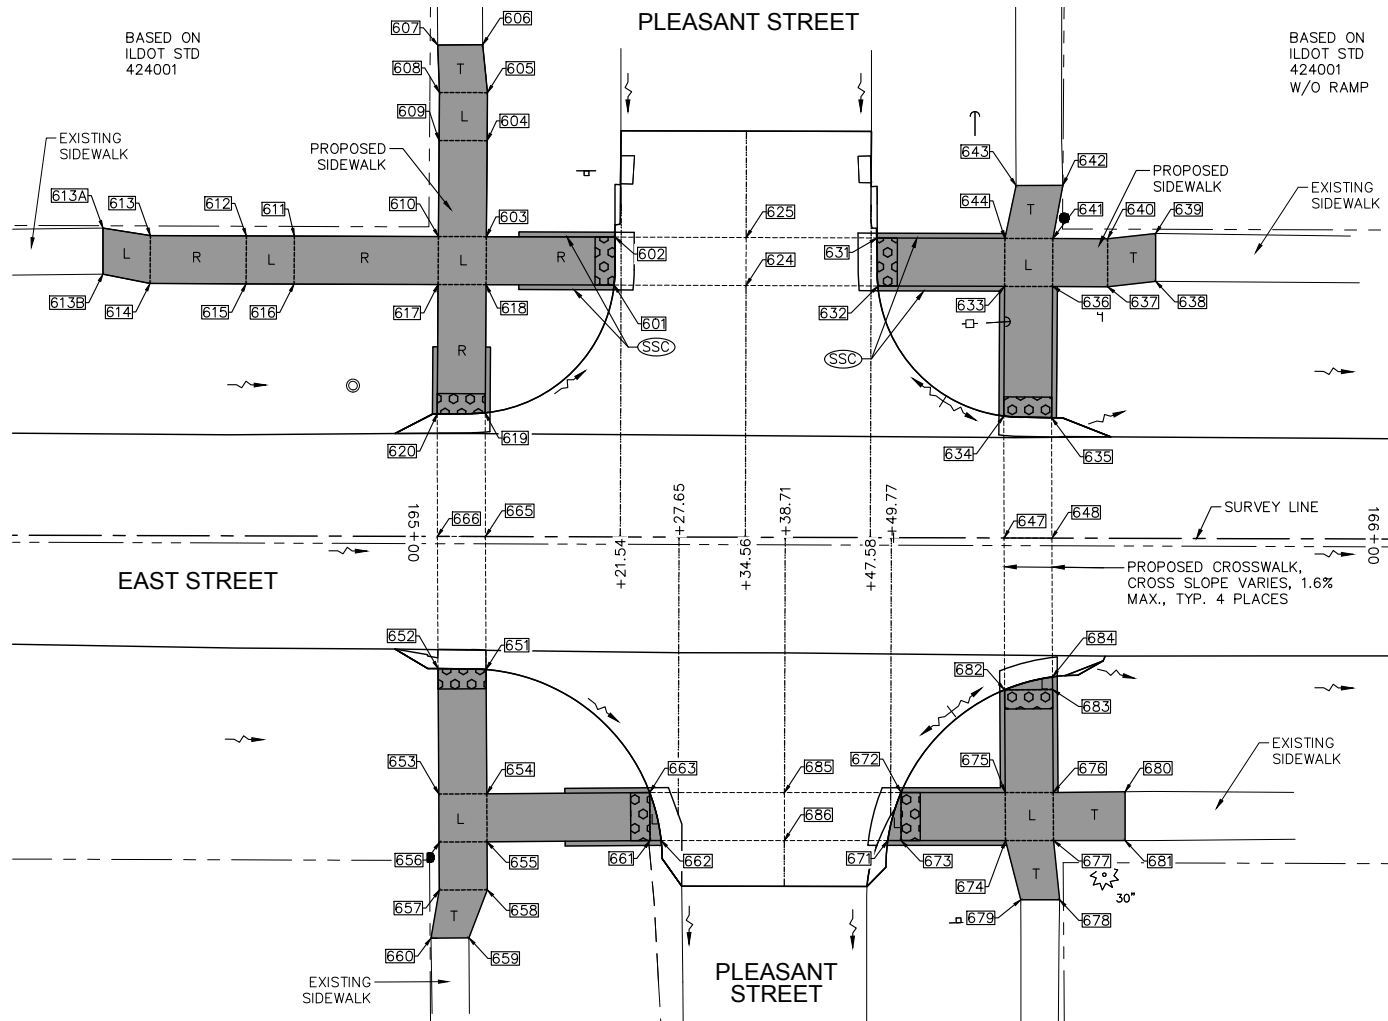 PLEASANT STREET
BASED ON
ILDOT STD
424001
BASED ON
ILDOT STD
424001
W/O RAMP
607
606
608
T
605
609
L
604
EXISTING
SIDEWALK
PROPOSED
SIDEWALK
643
642
PROPOSED
SIDEWALK
EXISTING
SIDEWALK
613A
613
612
611
610
603
625
644
T
641
640
639
L
R
L
R
L
R
602
624
631
L
T
613B
614
615
616
617
618
601
632
633
636
637
638
SSC
SSC
R
620
619
634
635
165+00
666
665
+21.54
+27.65
+34.56
+38.71
+47.58
+49.77
647
648
SURVEY LINE
166+00
EAST STREET
PROPOSED CROSSWALK,
CROSS SLOPE VARIES, 1.6%
MAX., TYP. 4 PLACES
652
651
684
682
683
653
654
663
685
672
675
676
680
EXISTING
SIDEWALK
L
686
L
T
656
655
661
662
671
673
674
677
681
657
658
T
T
30"
660
659
679
678
EXISTING
SIDEWALK
PLEASANT
STREET